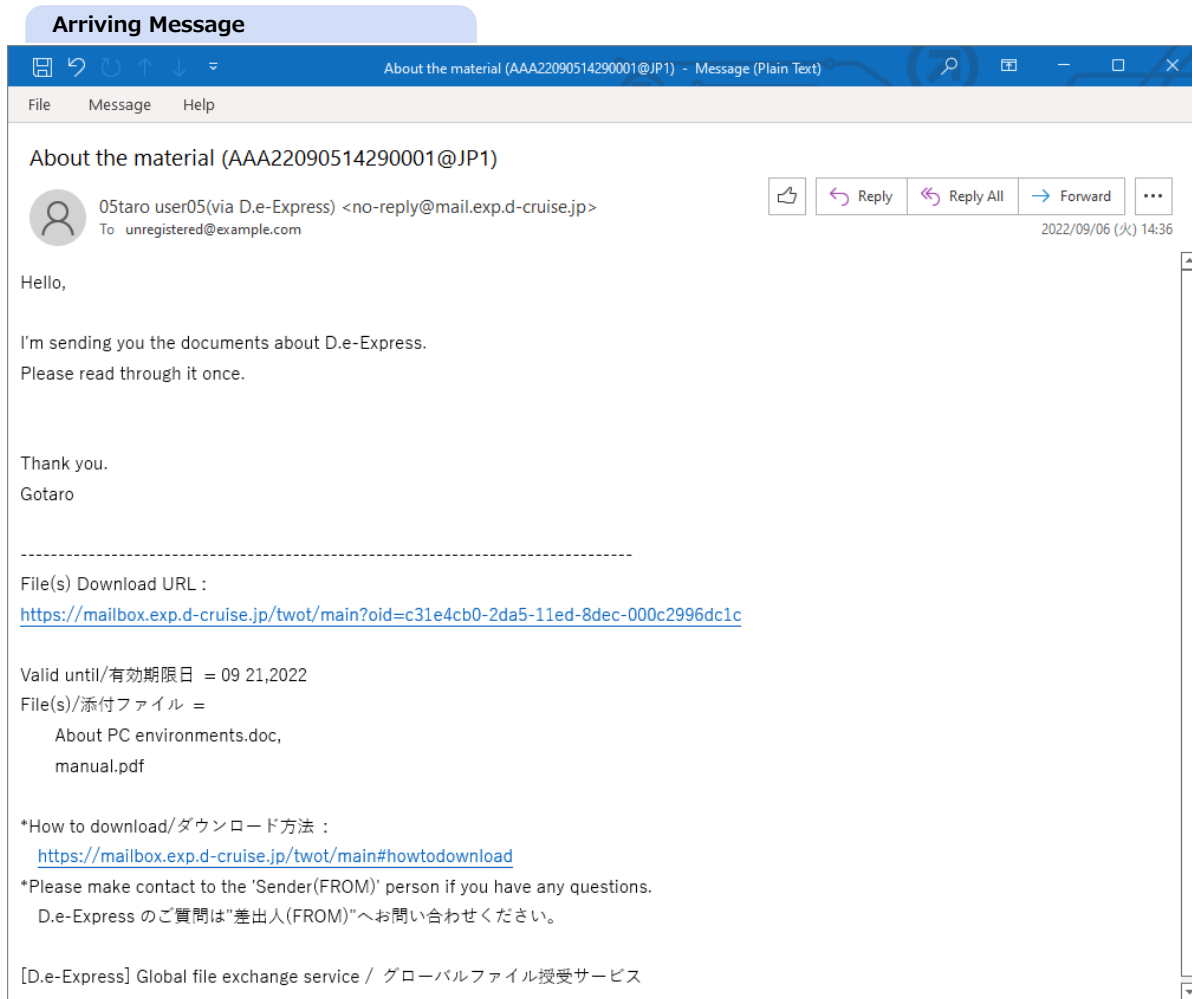 Arriving Message
About the material (AAA22090514290001@JP1) - Message (Plain Text)
File Message Help
About the material (AAA22090514290001@JP1)
05taro user05(via D.e-Express) <no-reply@mail.exp.d-cruise.jp>
To unregistered@example.com
Reply Reply All Forward
2022/09/06 (火) 14:36
Hello,
I'm sending you the documents about D.e-Express.
Please read through it once.
Thank you.
Gotaro
--------------------------------------------------------------------------------
File(s) Download URL :
https://mailbox.exp.d-cruise.jp/twot/main?oid=c31e4cb0-2da5-11ed-8dec-000c2996dc1c
Valid until/有効期限日 = 09 21,2022
File(s)/添付ファイル =
About PC environments.doc,
manual.pdf
*How to download/ダウンロード方法 :
https://mailbox.exp.d-cruise.jp/twot/main#howtodownload
*Please make contact to the 'Sender(FROM)' person if you have any questions.
D.e-Express のご質問は"差出人(FROM)"へお問い合わせください。
[D.e-Express] Global file exchange service / グローバルファイル授受サービス